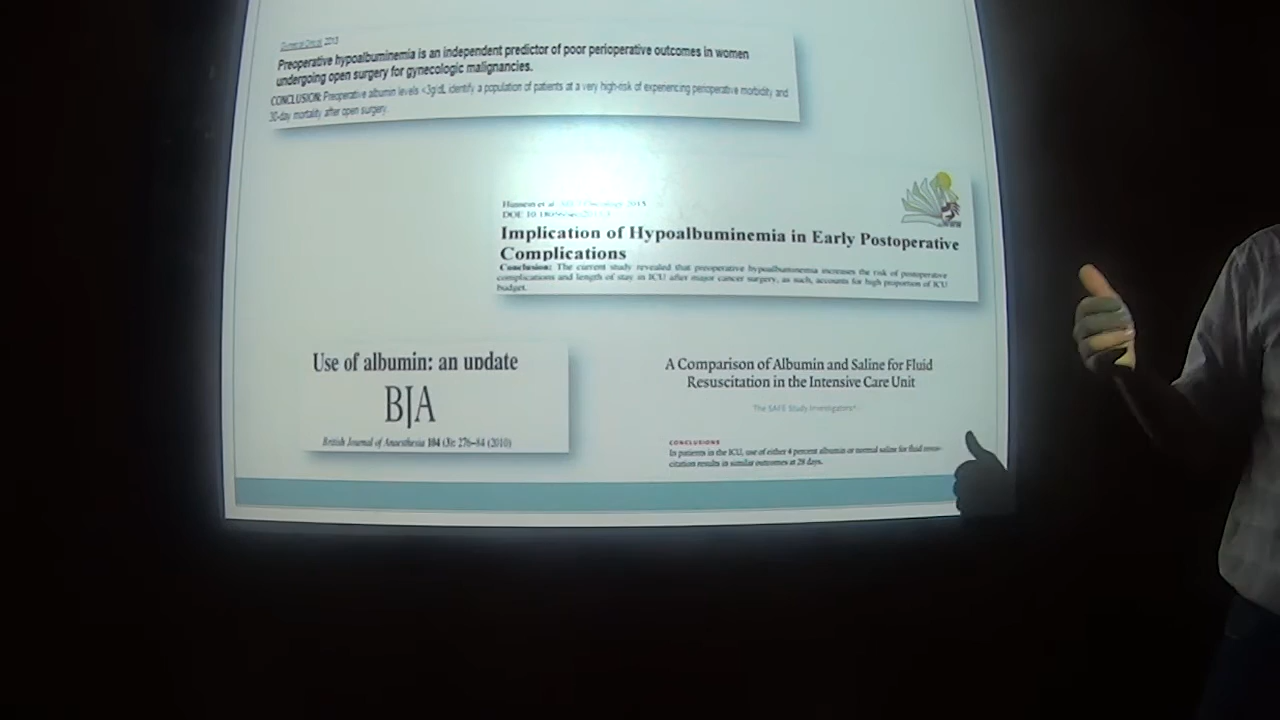 2013
Preoperative hypoalbuminemia is an independent predictor of poor perioperative outcomes in women
undergoing open surgery for gynecologic malignancies.
CONCLUSION: Preoperative albumin levels <3g/dL identify a population of patients at a very high-risk of experiencing perioperative morbidity and
30-day mortality after open surgery.
Hussein et al 2015
DOI:
Implication of Hypoalbuminemia in Early Postoperative
Complications
Conclusion: The current study revealed that preoperative hypoalbuminemia increases the risk of postoperative
complications and length of stay in ICU after major cancer surgery, as such, accounts for high proportion of ICU
budget.
Use of albumin: an update
BJA
British Journal of Anaesthesia 104 (3): 276–84 (2010)
A Comparison of Albumin and Saline for Fluid
Resuscitation in the Intensive Care Unit
The SAFE Study Investigators*
CONCLUSIONS
In patients in the ICU, use of either 4 percent albumin or normal saline for fluid resus-
citation results in similar outcomes at 28 days.